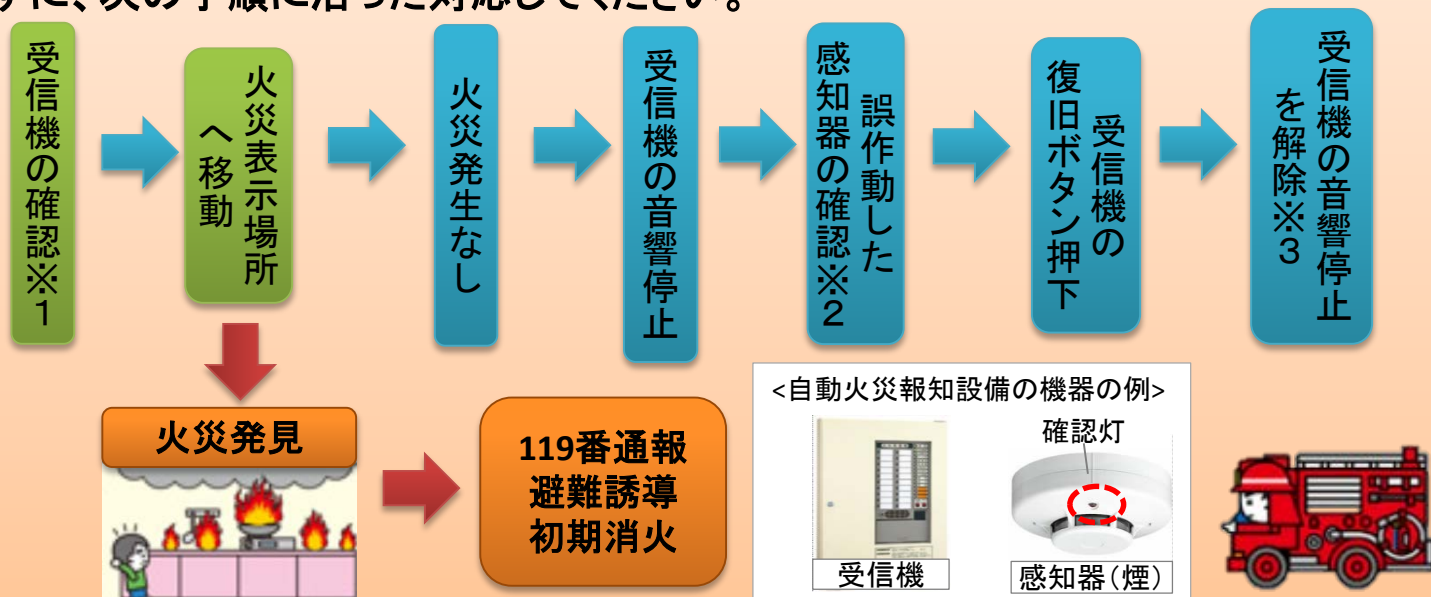 ずに、次の手順に沿った対応してください。
受信機の確認※1
火災表示場所
へ移動
火災発生なし
受信機の音響停止
誤作動した
感知器の確認※2
受信機の
復旧ボタン押下
受信機の音響停止
を解除※3
火災発見
119番通報
避難誘導
初期消火
<自動火災報知設備の機器の例>
確認灯
受信機
感知器(煙)